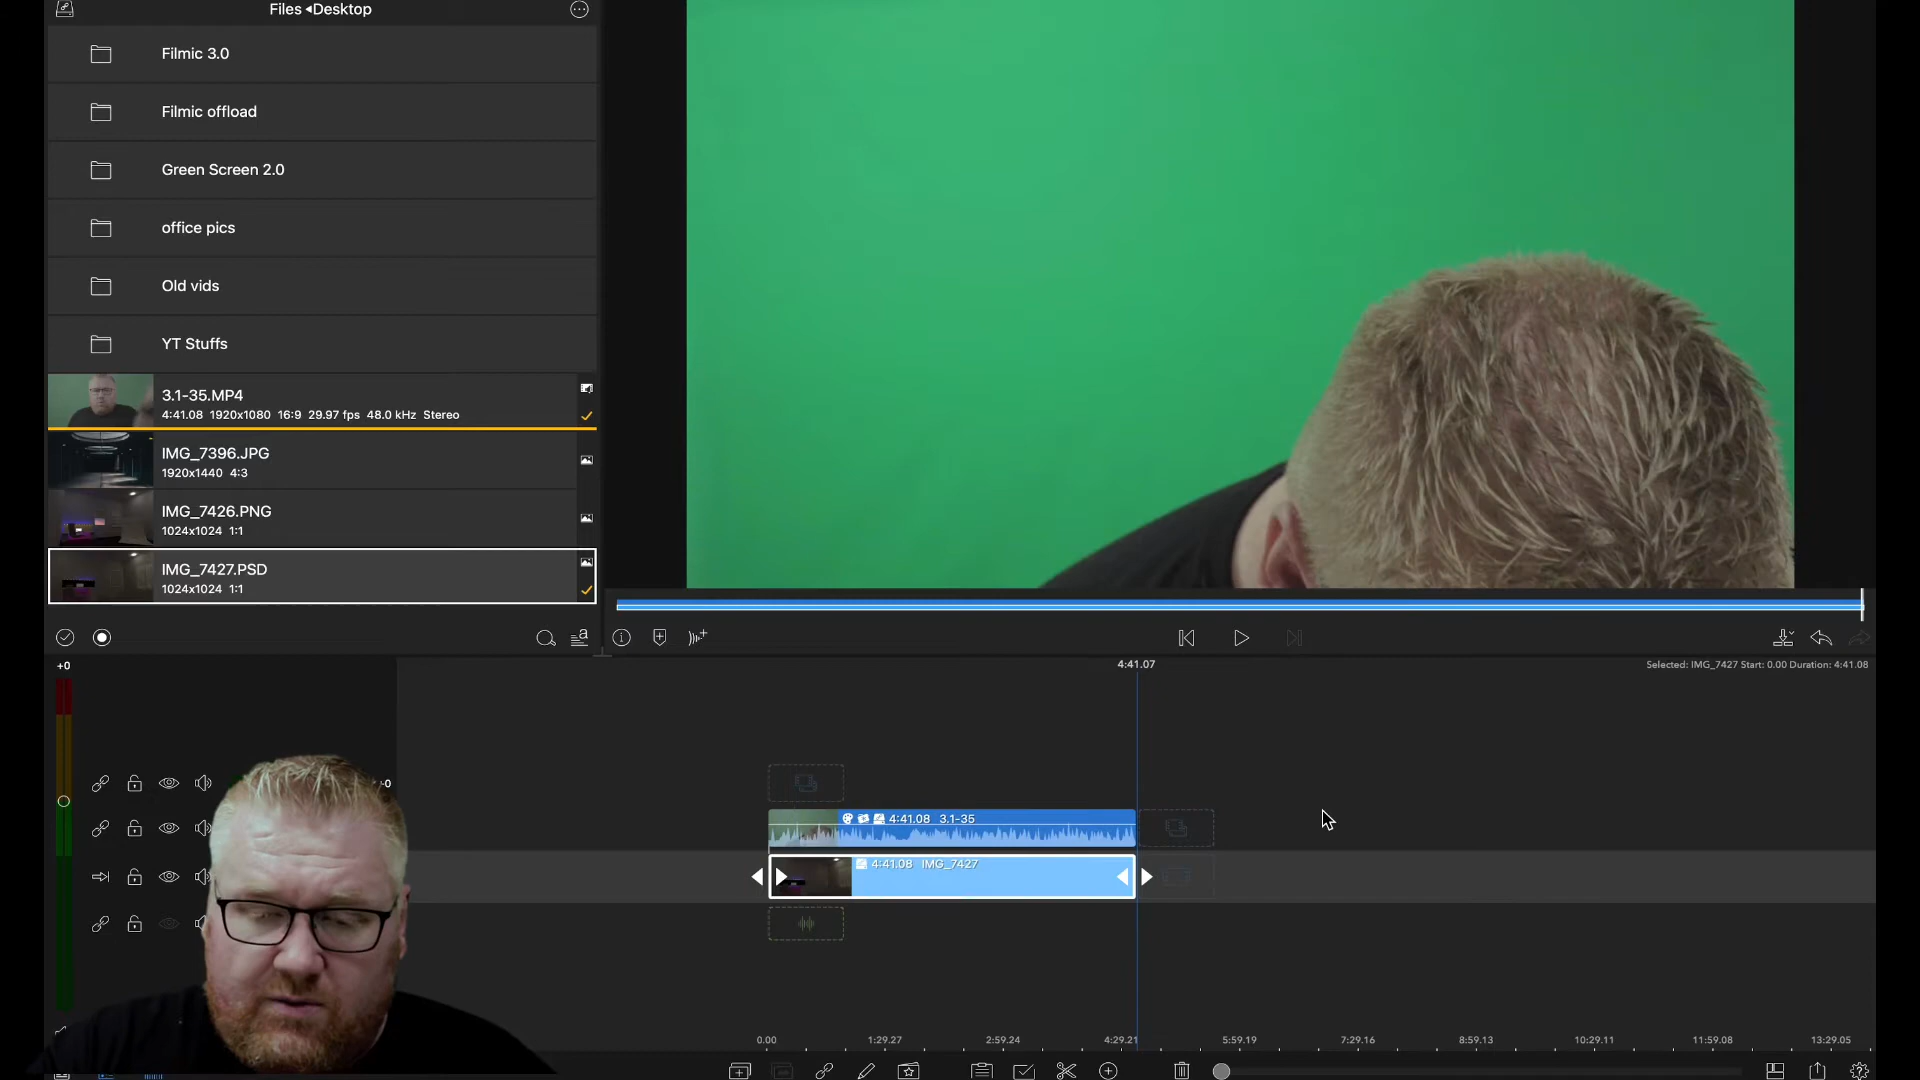 Files ◂Desktop
Filmic 3.0
Filmic offload
Green Screen 2.0
office pics
Old vids
YT Stuffs
3.1-35.MP4
4:41.08 1920x1080 16:9 29.97 fps 48.0 kHz Stereo
IMG_7396.JPG
1920x1440 4:3
IMG_7426.PNG
1024x1024 1:1
IMG_7427.PSD
1024x1024 1:1
a
+0
4:41.07
Selected: IMG_7427 Start: 0.00 Duration: 4:41.08
-0
4:41.08 3.1-35
4:41.08 IMG_7427
0.00 1:29.27 2:59.24 4:29.21 5:59.19 7:29.16 8:59.13 10:29.11 11:59.08 13:29.05